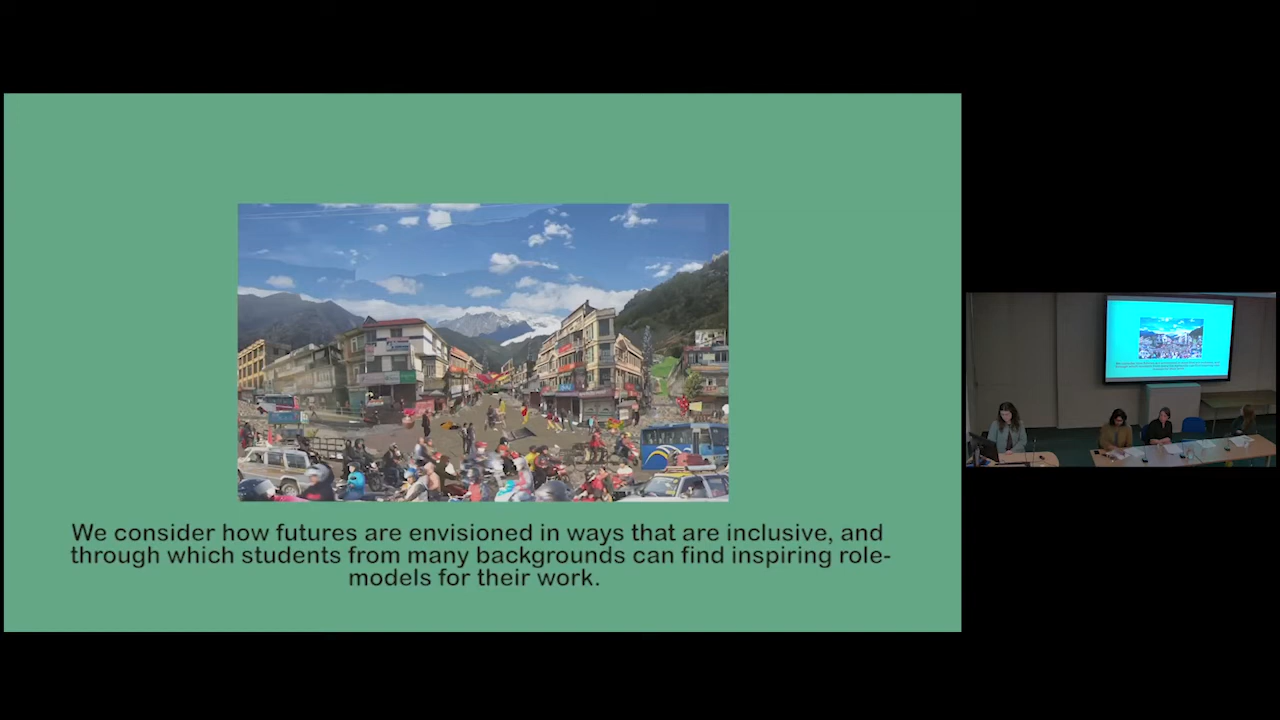 We consider how futures are envisioned in ways that are inclusive, and
through which students from many backgrounds can find inspiring role-
models for their work.